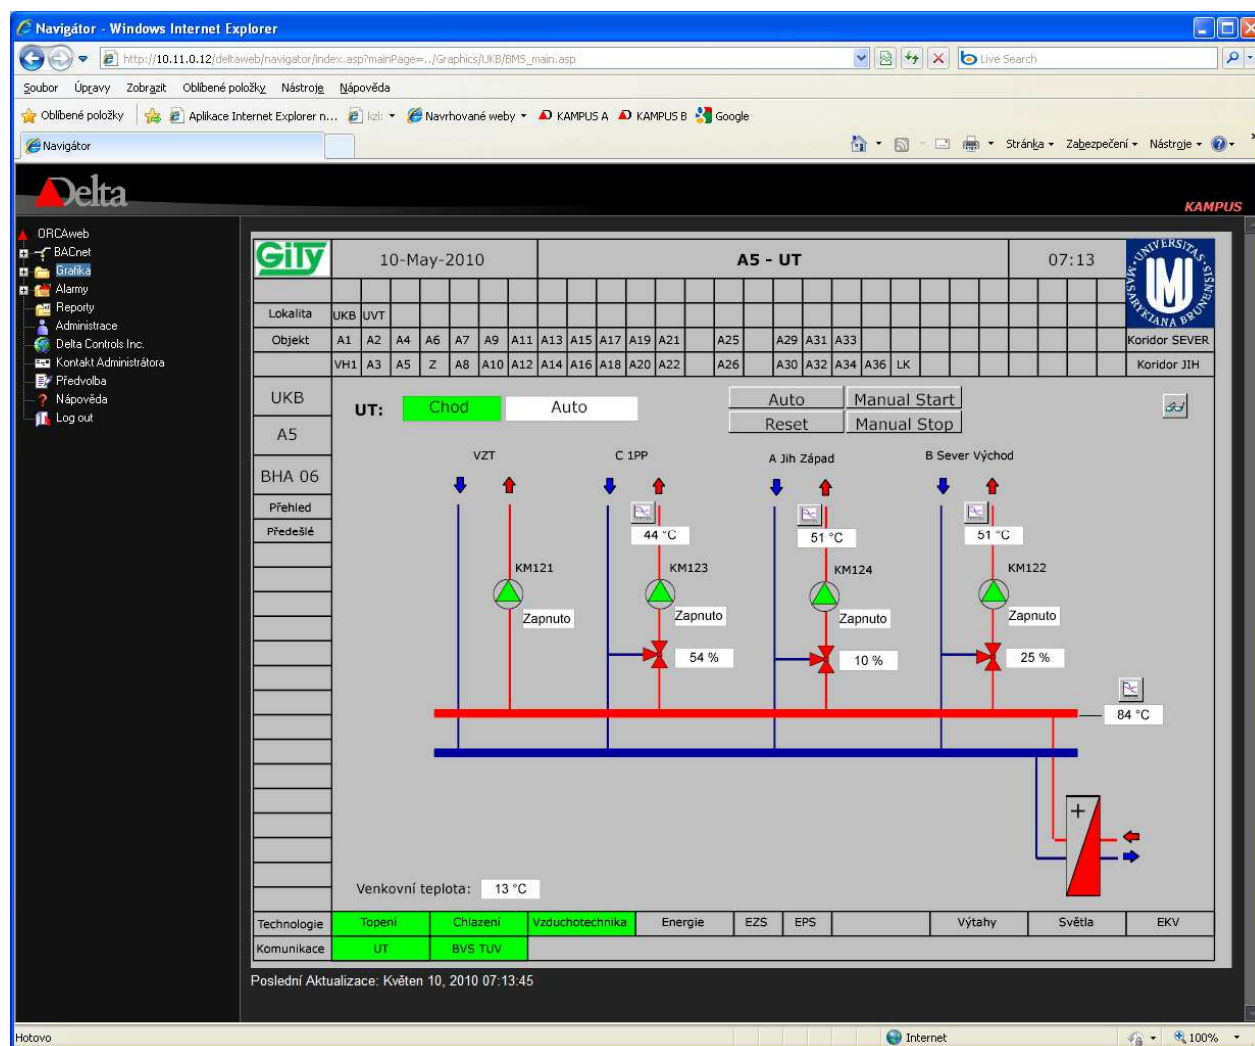 Navigátor - Windows Internet Explorer
http://10.11.0.12/deltaweb/navigator/index.asp?mainPage=../Graphics/UKB/BMS_main.asp
Live Search
Soubor Úpravy Zobrazit Oblíbené položky Nástroje Nápověda
Oblíbené položky Aplikace Internet Explorer n... kzl: Navrhované weby KAMPUS A KAMPUS B Google
Navigátor
Stránka Zabezpečení Nástroje
Delta
KAMPUS
ORCAweb
BACnet
Grafika
Alarmy
Reporty
Administrace
Delta Controls Inc.
Kontakt Administrátora
Předvolba
Nápověda
Log out
GiTy 10-May-2010 A5 - UT 07:13
UNIVERSITAS MASARYKIANA BRUNENSIS
Lokalita UKB UVT
Objekt A1 A2 A4 A6 A7 A9 A11 A13 A15 A17 A19 A21 A25 A29 A31 A33 Koridor SEVER
VH1 A3 A5 Z A8 A10 A12 A14 A16 A18 A20 A22 A26 A30 A32 A34 A36 LK Koridor JIH
UKB
A5
BHA 06
Přehled
Předešlé
UT: Chod Auto
Auto Manual Start
Reset Manual Stop
VZT C 1PP A Jih Západ B Sever Východ
44 °C 51 °C 51 °C
KM121 KM123 KM124 KM122
Zapnuto Zapnuto Zapnuto Zapnuto
54 % 10 % 25 %
84 °C
+
Venkovní teplota: 13 °C
Technologie Topení Chlazení Vzduchotechnika Energie EZS EPS Výtahy Světla EKV
Komunikace UT BVS TUV
Poslední Aktualizace: Květen 10, 2010 07:13:45
Hotovo Internet 100%